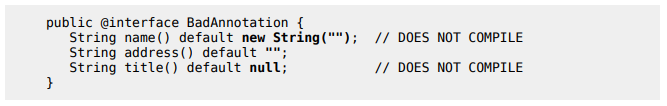 public @interface BadAnnotation {
   String name() default new String("");  // DOES NOT COMPILE
   String address() default "";
   String title() default null;           // DOES NOT COMPILE
}